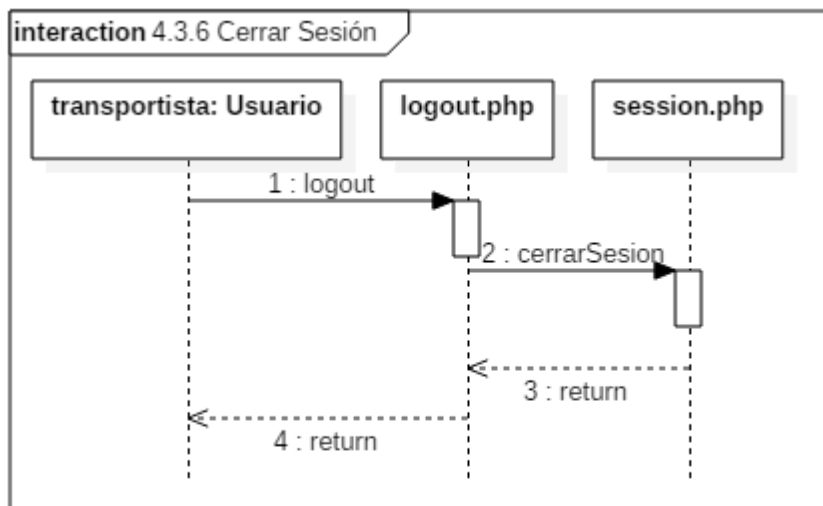 interaction 4.3.6 Cerrar Sesión
transportista: Usuario
logout.php
session.php
1 : logout
2 : cerrarSesion
3 : return
4 : return